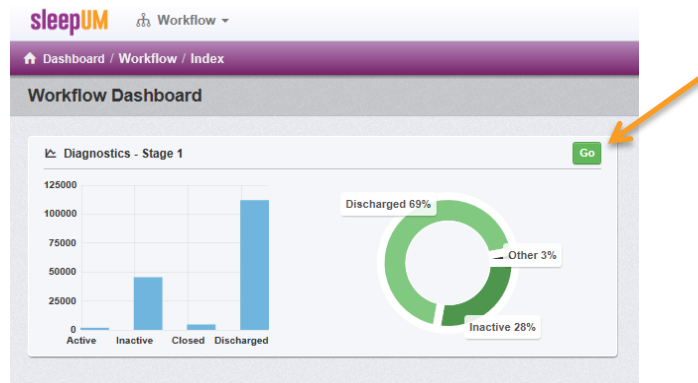 sleepUM Workflow
Dashboard / Workflow / Index
Workflow Dashboard
Diagnostics - Stage 1 Go
125000
100000
75000
50000
25000
0
Active Inactive Closed Discharged
Discharged 69%
Other 3%
Inactive 28%